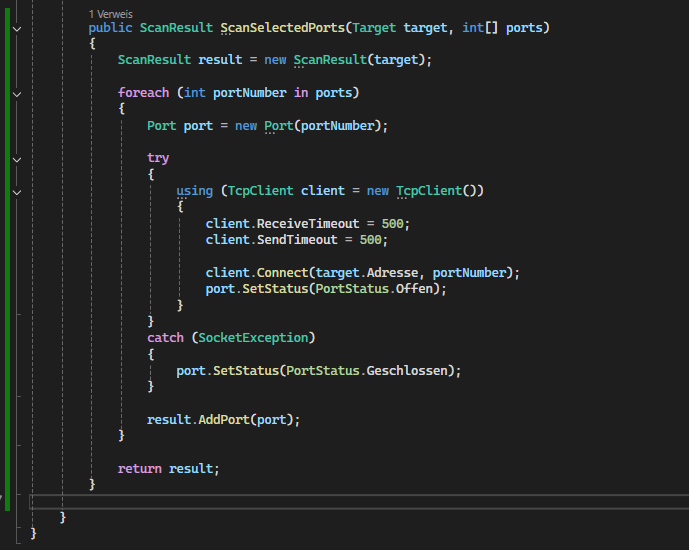 1 Verweis
public ScanResult ScanSelectedPorts(Target target, int[] ports)
{
ScanResult result = new ScanResult(target);
foreach (int portNumber in ports)
{
Port port = new Port(portNumber);
try
{
using (TcpClient client = new TcpClient())
{
client.ReceiveTimeout = 500;
client.SendTimeout = 500;
client.Connect(target.Adresse, portNumber);
port.SetStatus(PortStatus.Offen);
}
}
catch (SocketException)
{
port.SetStatus(PortStatus.Geschlossen);
}
result.AddPort(port);
}
return result;
}
}
}